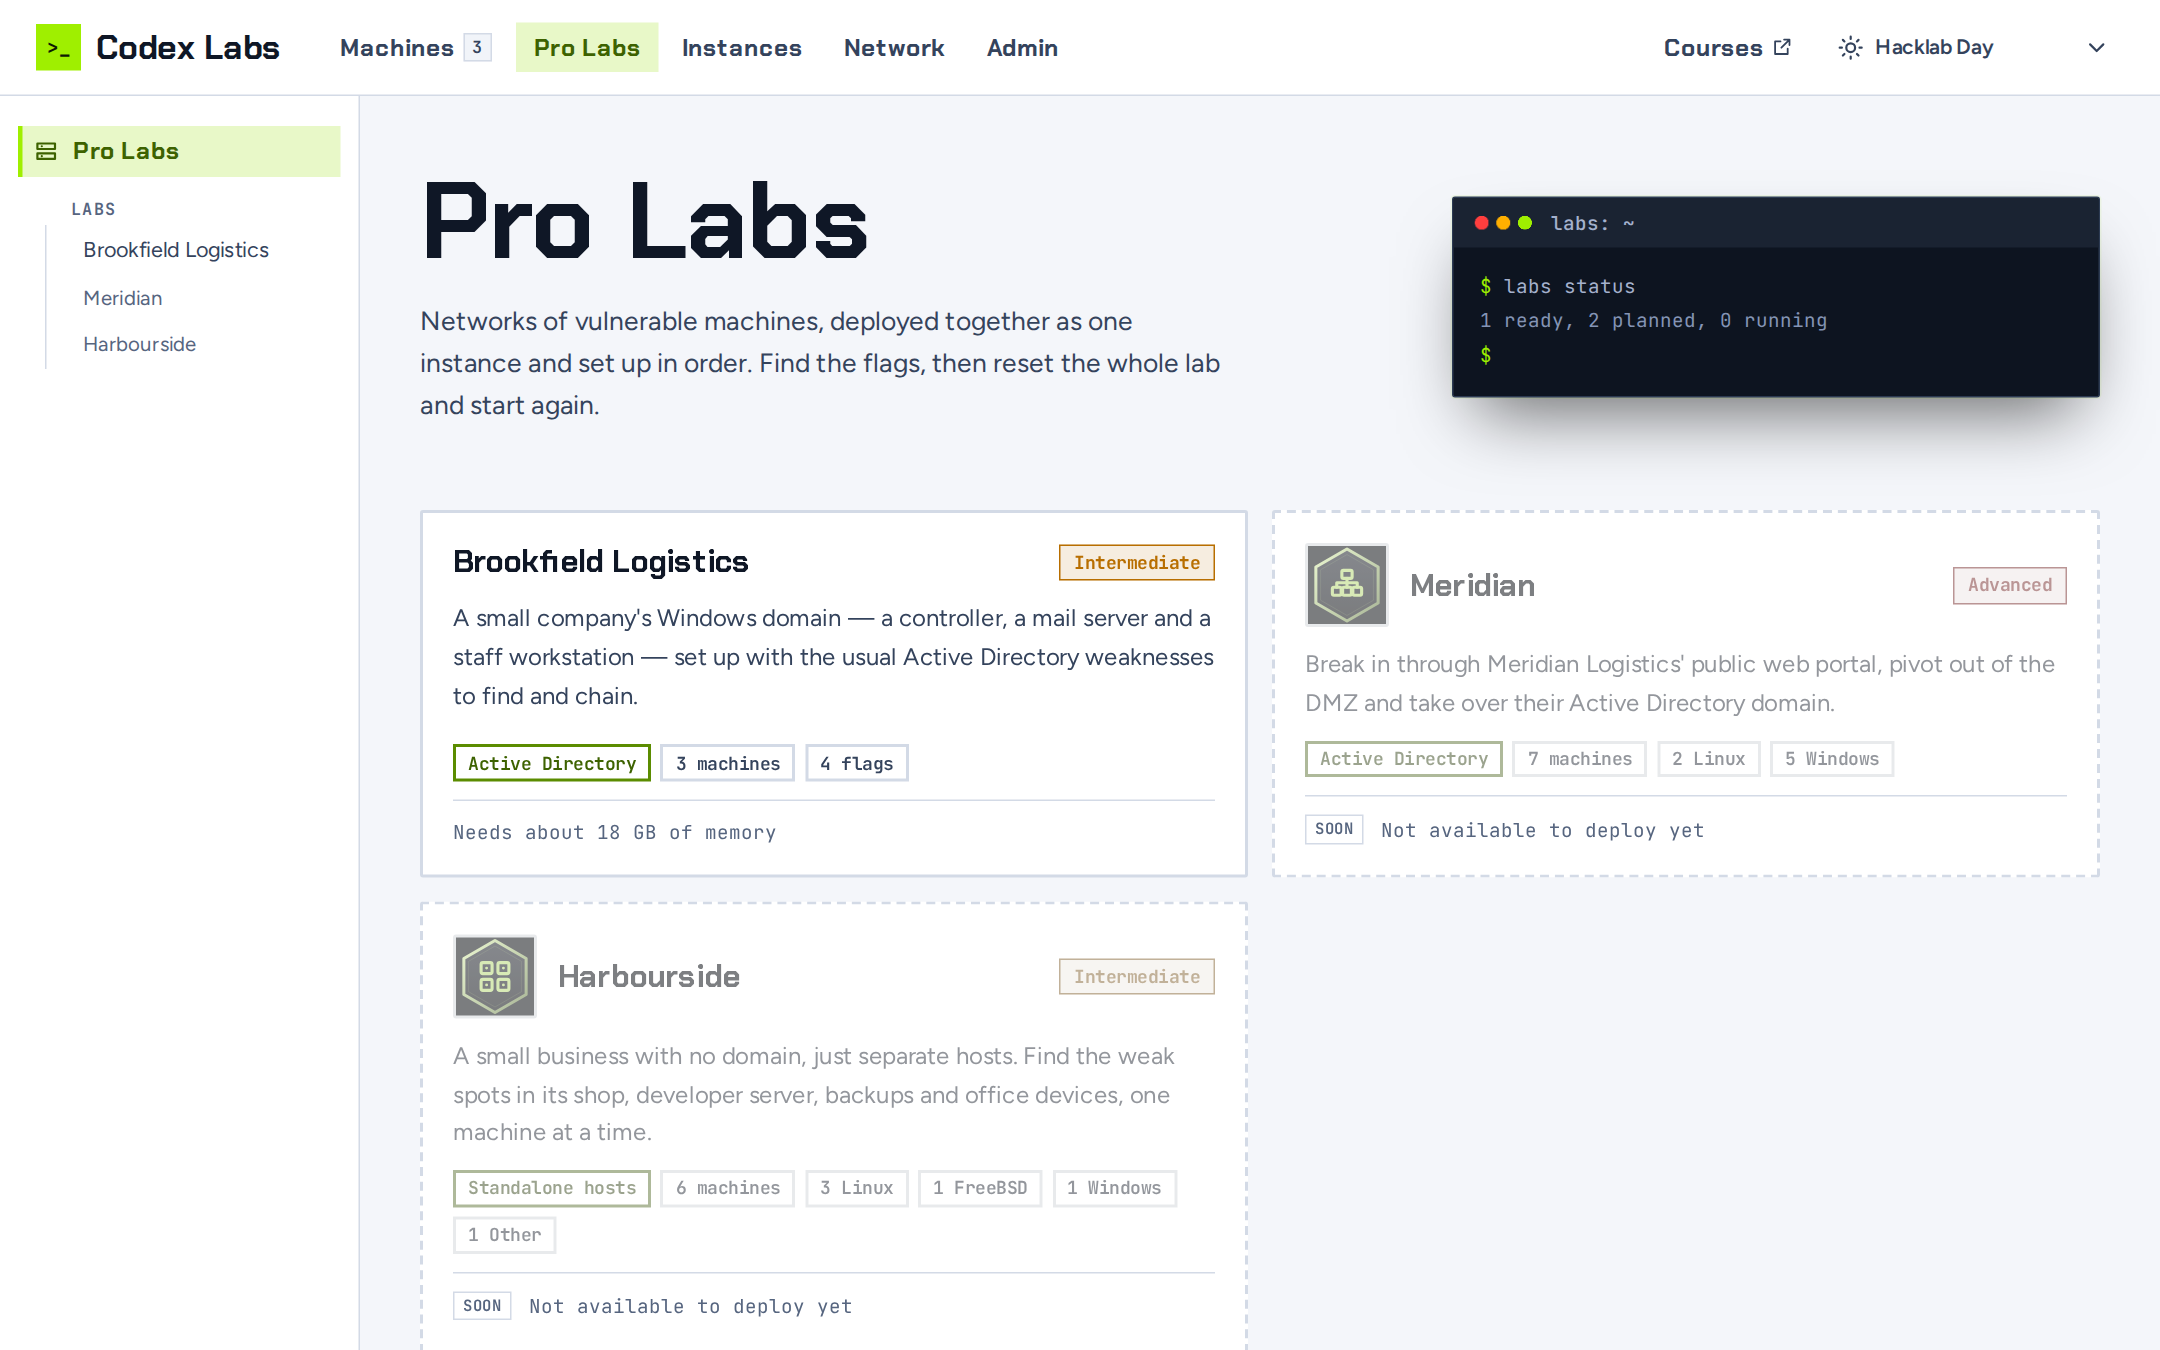 >_ Codex Labs Machines 3 Pro Labs Instances Network Admin Courses Hacklab Day
Pro Labs
LABS
Brookfield Logistics
Meridian
Harbourside
Pro Labs
Networks of vulnerable machines, deployed together as one
instance and set up in order. Find the flags, then reset the whole lab
and start again.
labs: ~
$ labs status
1 ready, 2 planned, 0 running
$
Brookfield Logistics Intermediate
A small company's Windows domain — a controller, a mail server and a
staff workstation — set up with the usual Active Directory weaknesses
to find and chain.
Active Directory 3 machines 4 flags
Needs about 18 GB of memory
Meridian Advanced
Break in through Meridian Logistics' public web portal, pivot out of the
DMZ and take over their Active Directory domain.
Active Directory 7 machines 2 Linux 5 Windows
SOON Not available to deploy yet
Harbourside Intermediate
A small business with no domain, just separate hosts. Find the weak
spots in its shop, developer server, backups and office devices, one
machine at a time.
Standalone hosts 6 machines 3 Linux 1 FreeBSD 1 Windows
1 Other
SOON Not available to deploy yet